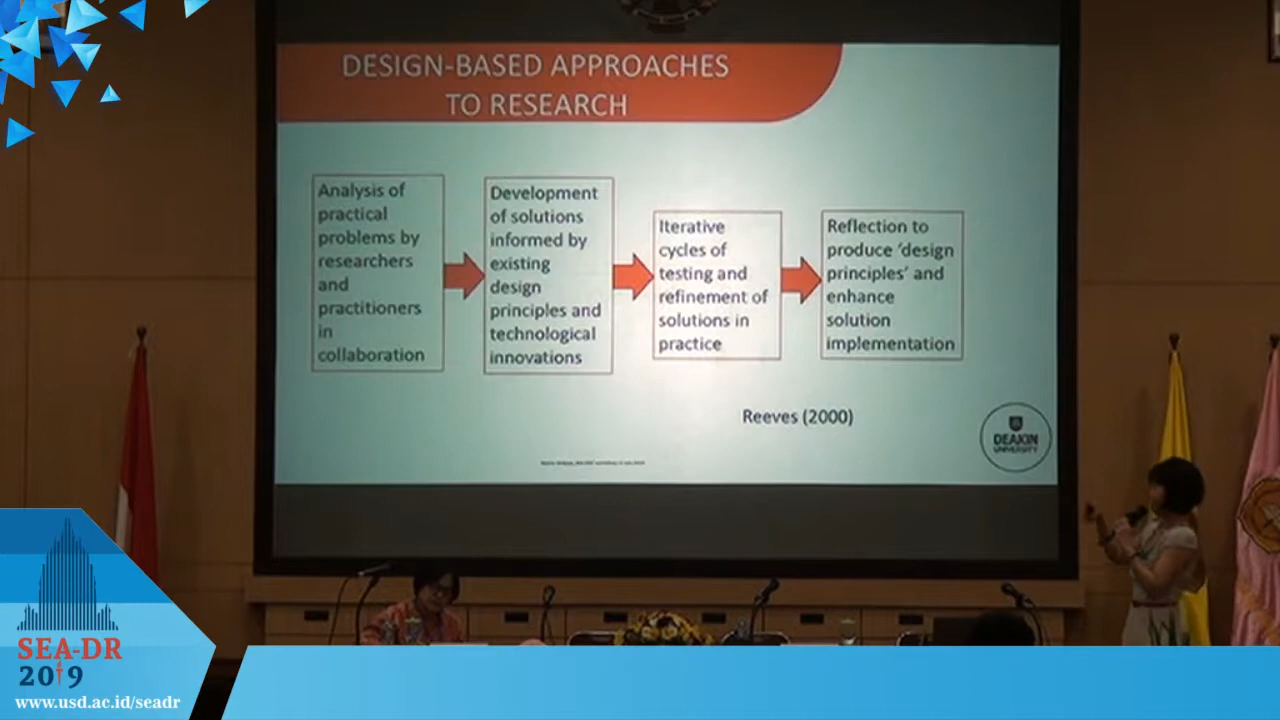 DESIGN-BASED APPROACHES
TO RESEARCH
Analysis of
practical
problems by
researchers
and
practitioners
in
collaboration
Development
of solutions
informed by
existing
design
principles and
technological
innovations
Iterative
cycles of
testing and
refinement of
solutions in
practice
Reflection to
produce 'design
principles' and
enhance
solution
implementation
Reeves (2000)
DEAKIN
UNIVERSITY
SEA-DR
2019
www.usd.ac.id/seadr